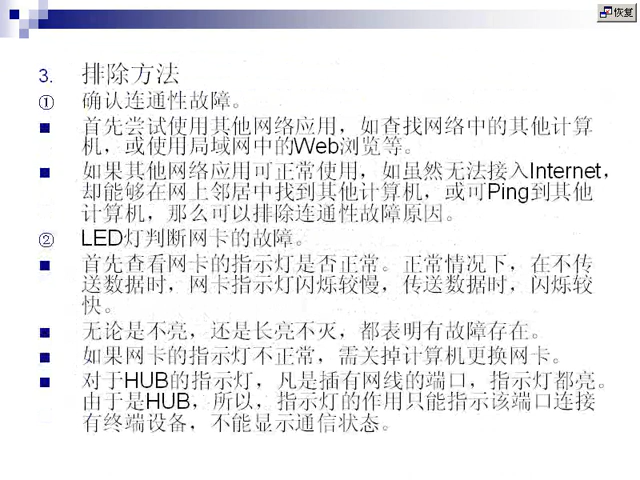 恢复
3. 排除方法
① 确认连通性故障。
■ 首先尝试使用其他网络应用，如查找网络中的其他计算
机，或使用局域网中的Web浏览等。
■ 如果其他网络应用可正常使用，如虽然无法接入Internet，
却能够在网上邻居中找到其他计算机，或可Ping到其他
计算机，那么可以排除连通性故障原因。
② LED灯判断网卡的故障。
■ 首先查看网卡的指示灯是否正常。正常情况下，在不传
送数据时，网卡指示灯闪烁较慢，传送数据时，闪烁较
快。
■ 无论是不亮，还是长亮不灭，都表明有故障存在。
■ 如果网卡的指示灯不正常，需关掉计算机更换网卡。
■ 对于HUB的指示灯，凡是插有网线的端口，指示灯都亮。
由于是HUB，所以，指示灯的作用只能指示该端口连接
有终端设备，不能显示通信状态。